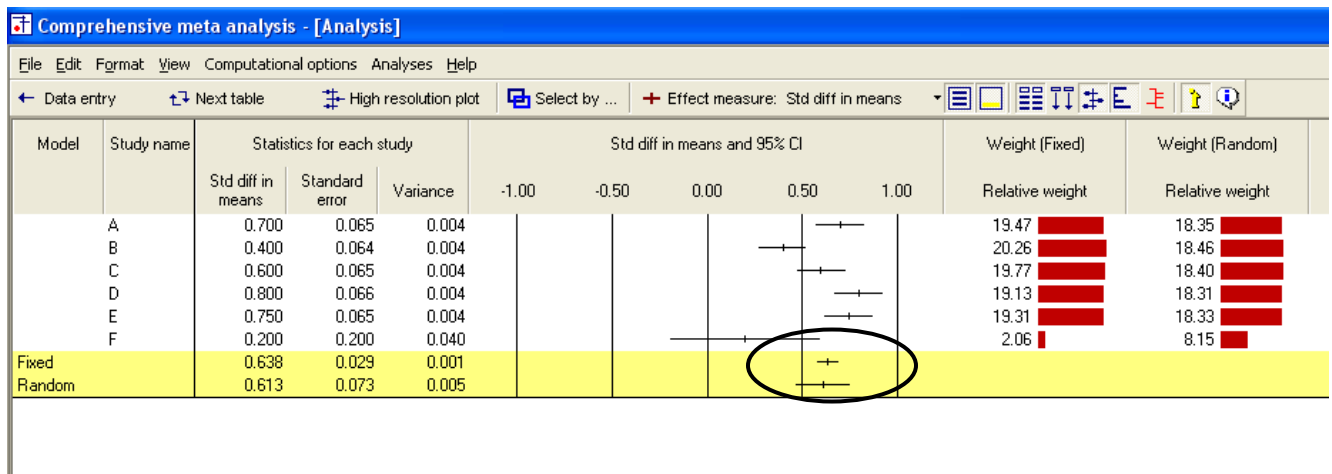 Comprehensive meta analysis - [Analysis]
File Edit Format View Computational options Analyses Help
Data entry Next table High resolution plot Select by ... Effect measure: Std diff in means
Model Study name Statistics for each study Std diff in means and 95% CI Weight (Fixed) Weight (Random)
Std diff in means Standard error Variance -1.00 -0.50 0.00 0.50 1.00 Relative weight Relative weight
A 0.700 0.065 0.004 19.47 18.35
B 0.400 0.064 0.004 20.26 18.46
C 0.600 0.065 0.004 19.77 18.40
D 0.800 0.066 0.004 19.13 18.31
E 0.750 0.065 0.004 19.31 18.33
F 0.200 0.200 0.040 2.06 8.15
Fixed 0.638 0.029 0.001
Random 0.613 0.073 0.005